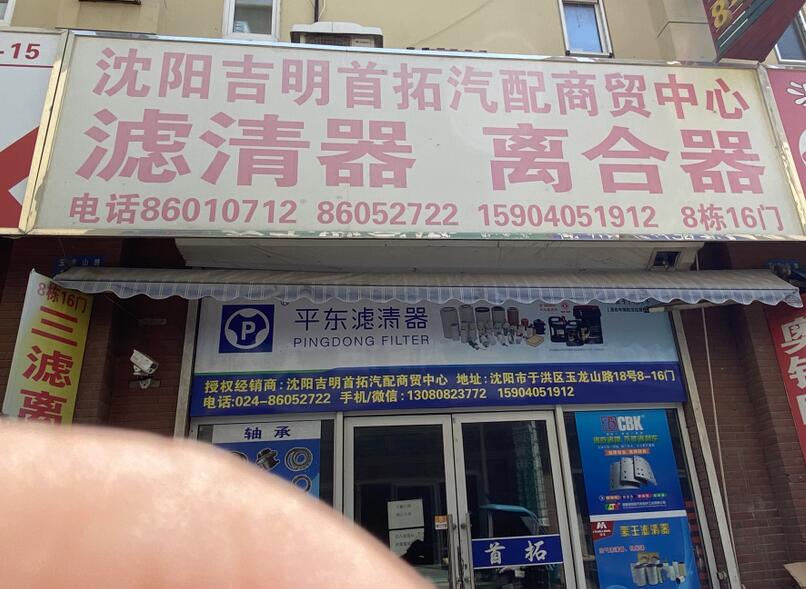 -15
沈阳吉明首拓汽配商贸中心
滤清器 离合器
电话86010712 86052722 15904051912 8栋16门
8栋16门
三滤离
平东滤清器
PINGDONG FILTER
授权经销商：沈阳吉明首拓汽配商贸中心 地址：沈阳市于洪区玉龙山路18号8-16门
电话:024-86052722 手机/微信：13080823772 15904051912
轴承
CBK
首拓